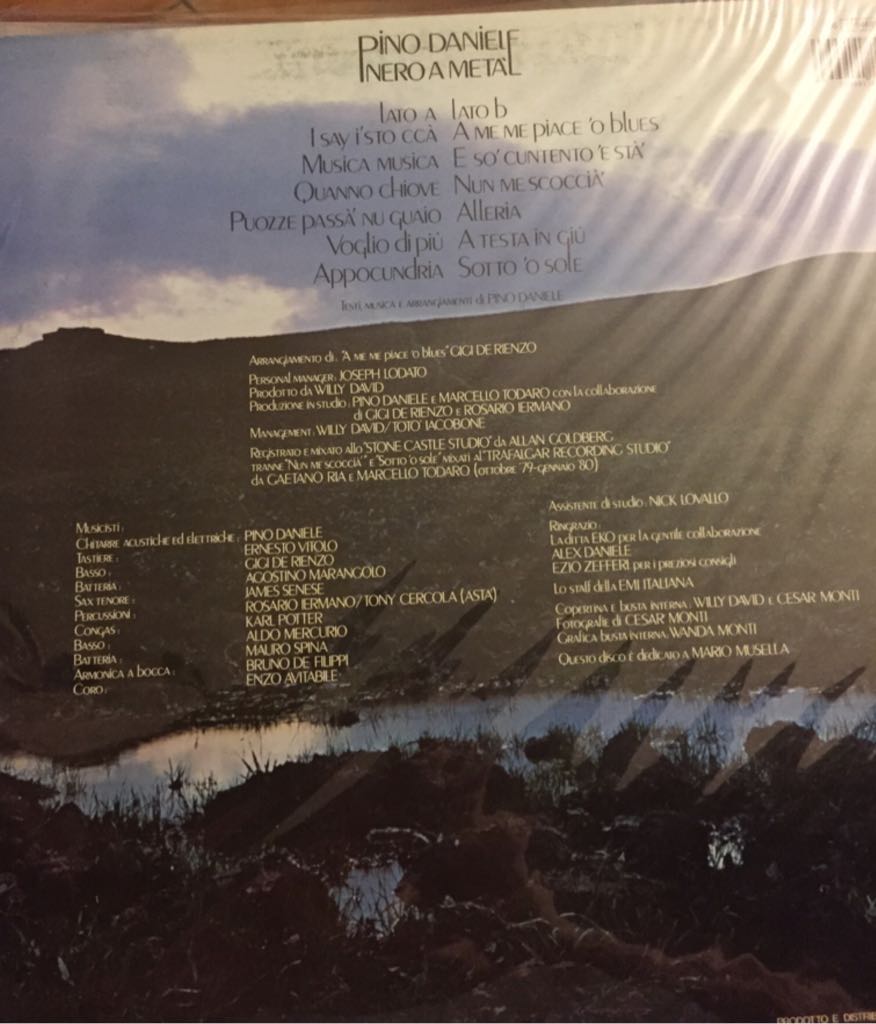 PINO DANIELE
NERO A METÀ
LATO A LATO B
I SAY I'STO CCÀ A ME ME PIACE 'O BLUES
MUSICA MUSICA E SO' CUNTENTO 'E STÀ
QUANNO CHIOVE NUN ME SCOCCIÀ
PUOZZE PASSÀ NU GUAIO ALLERIA
VOGLIO DI PIÙ A TESTA IN GIÙ
APPOCUNDRIA SOTTO 'O SOLE
TESTI, MUSICA E ARRANGIAMENTI di PINO DANIELE
ARRANGIAMENTO di: "A ME ME PIACE 'O BLUES" GIGI DE RIENZO
PERSONAL MANAGER: JOSEPH LODATO
PRODOTTO DA WILLY DAVID
PRODUZIONE IN STUDIO: PINO DANIELE E MARCELLO TODARO CON LA COLLABORAZIONE
di GIGI DE RIENZO E ROSARIO IERMANO
MANAGEMENT: WILLY DAVID/TOTO' IACOBONE
REGISTRATO E MIXATO ALLO "STONE CASTLE STUDIO" DA ALLAN GOLDBERG
TRANNE "NUN ME SCOCCIÀ" E "SOTTO 'O SOLE" MIXATI AL "TRAFALGAR RECORDING STUDIO"
DA GAETANO RIA E MARCELLO TODARO (OTTOBRE '79-GENNAIO '80)
MUSICISTI:
CHITARRE ACUSTICHE ED ELETTRICHE: PINO DANIELE
TASTIERE: ERNESTO VITOLO
BASSO: GIGI DE RIENZO
BATTERIA: AGOSTINO MARANGOLO
SAX TENORE: JAMES SENESE
PERCUSSIONI: ROSARIO IERMANO/TONY CERCOLA (ASTA)
CONGAS: KARL POTTER
BASSO: ALDO MERCURIO
BATTERIA: MAURO SPINA
ARMONICA A BOCCA: BRUNO DE FILIPPI
CORO: ENZO AVITABILE
ASSISTENTE DI STUDIO: NICK LOVALLO
RINGRAZIO:
LA DITTA EKO PER LA GENTILE COLLABORAZIONE
ALEX DANIELE
EZIO ZEFFERI PER I PREZIOSI CONSIGLI
LO STAFF DELLA EMI ITALIANA
COPERTINA E BUSTA INTERNA: WILLY DAVID E CESAR MONTI
FOTOGRAFIE DI CESAR MONTI
GRAFICA BUSTA INTERNA: WANDA MONTI
QUESTO DISCO È DEDICATO A MARIO MUSELLA
PRODOTTO E DISTRIB